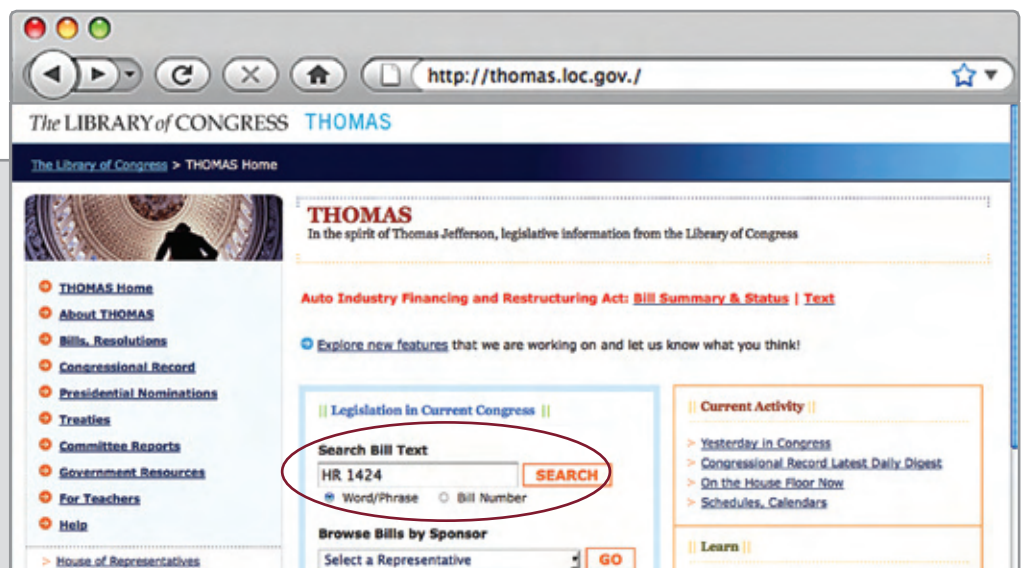 http://thomas.loc.gov./
The LIBRARY of CONGRESS THOMAS
The Library of Congress > THOMAS Home
THOMAS
In the spirit of Thomas Jefferson, legislative information from the Library of Congress
THOMAS Home
About THOMAS
Bills, Resolutions
Congressional Record
Presidential Nominations
Treaties
Committee Reports
Government Resources
For Teachers
Help
> House of Representatives
Auto Industry Financing and Restructuring Act: Bill Summary & Status | Text
Explore new features that we are working on and let us know what you think!
|| Legislation in Current Congress ||
Search Bill Text
HR 1424 SEARCH
Word/Phrase Bill Number
Browse Bills by Sponsor
Select a Representative GO
|| Current Activity ||
> Yesterday in Congress
> Congressional Record Latest Daily Digest
> On the House Floor Now
> Schedules, Calendars
|| Learn ||